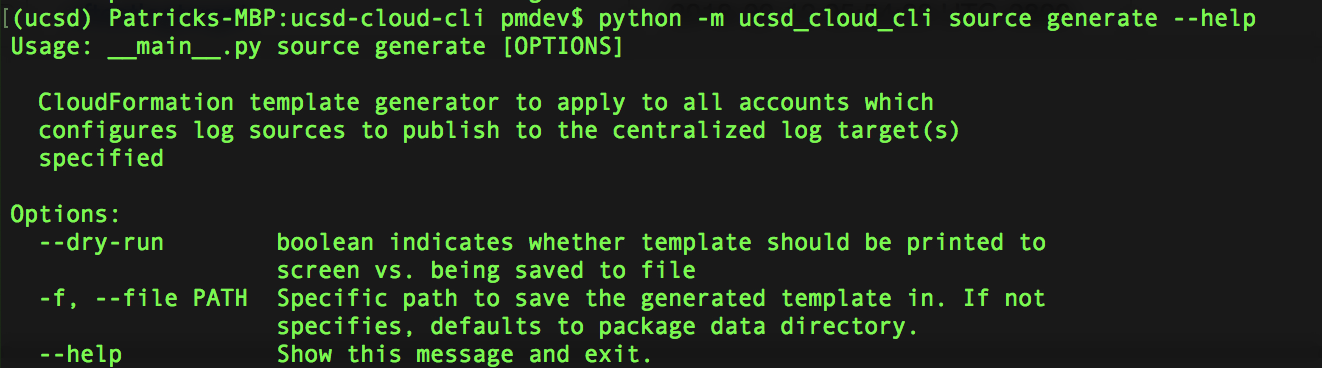 [(ucsd) Patricks-MBP:ucsd-cloud-cli pmdev$ python -m ucsd_cloud_cli source generate --help
Usage: __main__.py source generate [OPTIONS]
CloudFormation template generator to apply to all accounts which
configures log sources to publish to the centralized log target(s)
specified
Options:
--dry-run boolean indicates whether template should be printed to
screen vs. being saved to file
-f, --file PATH Specific path to save the generated template in. If not
specifies, defaults to package data directory.
--help Show this message and exit.